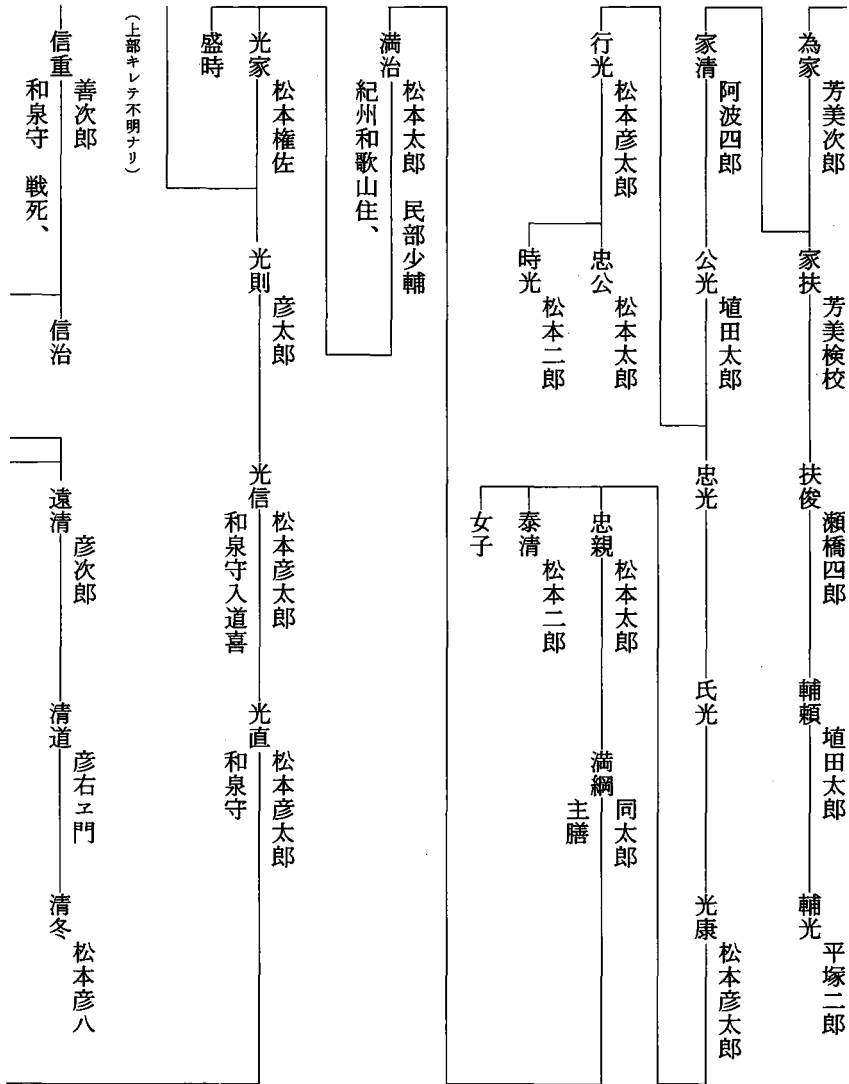 為家
芳美次郎
家扶
芳美検校
扶俊
瀬橋四郎
輔頼
埴田太郎
輔光
平塚二郎
家清
阿波四郎
公光
埴田太郎
忠光
氏光
光康
松本彦太郎
行光
松本彦太郎
忠公
松本太郎
時光
松本二郎
忠親
松本太郎
満綱
同太郎
主膳
泰清
松本二郎
女子
満治
松本太郎　民部少輔
紀州和歌山住、
光家
松本権佐
光則
彦太郎
光信
松本彦太郎
和泉守入道喜
光直
松本彦太郎
和泉守
盛時
（上部キレテ不明ナリ）
信重
善次郎
和泉守　戦死、
信治
遠清
彦次郎
清道
彦右ヱ門
清冬
松本彦八